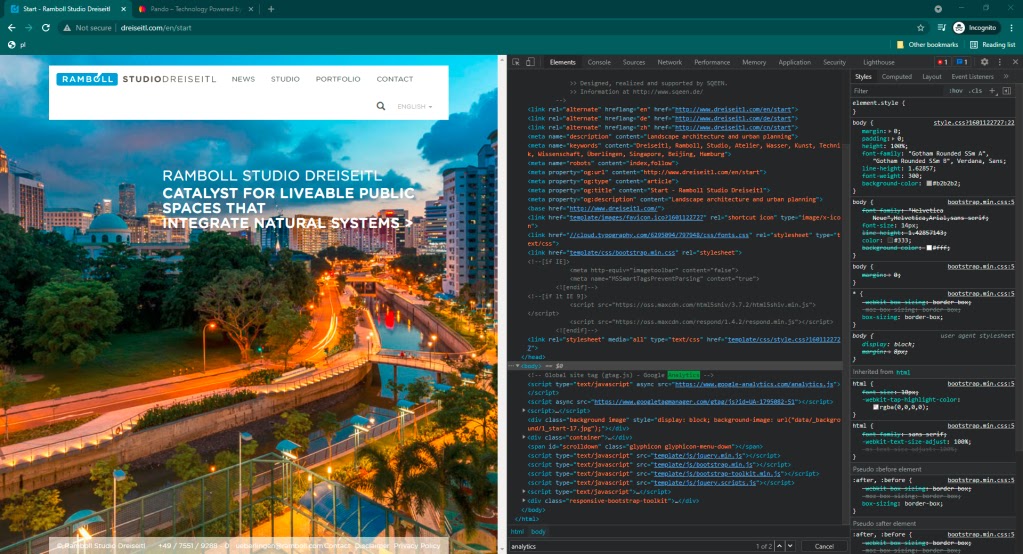 Start - Ramboll Studio Dreiseitl
Pando – Technology Powered by
Not secure
dreiseitl.com/en/start
Incognito
pl
Other bookmarks
Reading list
RAMBOLL STUDIODREISEITL
NEWS
STUDIO
PORTFOLIO
CONTACT
ENGLISH
RAMBOLL STUDIO DREISEITL
CATALYST FOR LIVEABLE PUBLIC
SPACES THAT
INTEGRATE NATURAL SYSTEMS >
© Ramboll Studio Dreiseitl
+49 / 7551 / 9288 - 0
Contact
Disclaimer
Privacy Policy
Elements
Console
Sources
Network
Performance
Memory
Application
Security
Lighthouse
1
1
>> Designed, realized and supported by SQEEN.
>> Information at http://www.sqeen.de/
-->
<link rel="alternate" hreflang="en" href="http://www.dreiseitl.com/en/start">
<link rel="alternate" hreflang="de" href="http://www.dreiseitl.com/de/start">
<link rel="alternate" hreflang="zh" href="http://www.dreiseitl.com/cn/start">
<meta name="description" content="Landscape architecture and urban planning">
<meta name="keywords" content="Dreiseitl, Ramboll, Studio, Atelier, Wasser, Kunst, Techni
k, Wissenschaft, Überlingen, Singapore, Beijing, Hamburg">
<meta name="robots" content="index,follow">
<meta property="og:url" content="http://www.dreiseitl.com/en/start">
<meta property="og:type" content="article">
<meta property="og:title" content="Start - Ramboll Studio Dreiseitl">
<meta property="og:description" content="Landscape architecture and urban planning">
<base href="http://www.dreiseitl.com/">
<link href="template/images/favicon.ico?1601122727" rel="shortcut icon" type="image/x-ico
n">
<link href="//cloud.typography.com/6295094/787948/css/fonts.css" rel="stylesheet" type="t
ext/css">
<link href="template/css/bootstrap.min.css" rel="stylesheet">
<!--[if IE]>
<meta http-equiv="imagetoolbar" content="false">
<meta name="MSSmartTagsPreventParsing" content="true">
<![endif]-->
<!--[if lt IE 9]>
<script src="https://oss.maxcdn.com/html5shiv/3.7.2/html5shiv.min.js">
</script>
<script src="https://oss.maxcdn.com/respond/1.4.2/respond.min.js"></script>
<![endif]-->
<link rel="stylesheet" media="all" type="text/css" href="template/css/style.css?160112272
7">
</head>
<body> == $0
<!-- Global site tag (gtag.js) - Google Analytics -->
<script type="text/javascript" async src="https://www.google-analytics.com/analytics.js">
</script>
<script async src="https://www.googletagmanager.com/gtag/js?id=UA-1795082-51"></script>
<script>…</script>
<div class="background image" style="display: block; background-image: url("data/_backgro
und/1_start-17.jpg");"></div>
<div class="container">…</div>
<span id="scrolldown" class="glyphicon glyphicon-menu-down"></span>
<script type="text/javascript" src="template/js/jquery.min.js"></script>
<script type="text/javascript" src="template/js/bootstrap.min.js"></script>
<script type="text/javascript" src="template/js/bootstrap-toolkit.min.js"></script>
<script type="text/javascript" src="template/js/jquery.scripts.js"></script>
<script type="text/javascript">…</script>
<div class="responsive-bootstrap-toolkit">…</div>
</body>
</html>
html body
analytics
1 of 2
Cancel
Styles
Computed
Layout
Event Listeners
Filter
:hov .cls
element.style {
}
body { style.css?1601122727:22
margin: 0;
padding: 0;
height: 100%;
font-family: "Gotham Rounded SSm A",
"Gotham Rounded SSm B", Verdana, Sans;
line-height: 1.62857;
font-weight: 300;
background-color: #b2b2b2;
}
body { bootstrap.min.css:5
font-family: "Helvetica
Neue",Helvetica,Arial,sans-serif;
font-size: 14px;
line-height: 1.42857143;
color: #333;
background-color: #fff;
}
body { bootstrap.min.css:5
margin: 0;
}
* { bootstrap.min.css:5
-webkit-box-sizing: border-box;
-moz-box-sizing: border-box;
box-sizing: border-box;
}
body { user agent stylesheet
display: block;
margin: 8px;
}
Inherited from html
html { bootstrap.min.css:5
font-size: 10px;
-webkit-tap-highlight-color:
rgba(0,0,0,0);
}
html { bootstrap.min.css:5
font-family: sans-serif;
-webkit-text-size-adjust: 100%;
-ms-text-size-adjust: 100%;
}
Pseudo ::before element
:after, :before { bootstrap.min.css:5
-webkit-box-sizing: border-box;
-moz-box-sizing: border-box;
box-sizing: border-box;
}
Pseudo ::after element
:after, :before { bootstrap.min.css:5
-webkit-box-sizing: border-box;